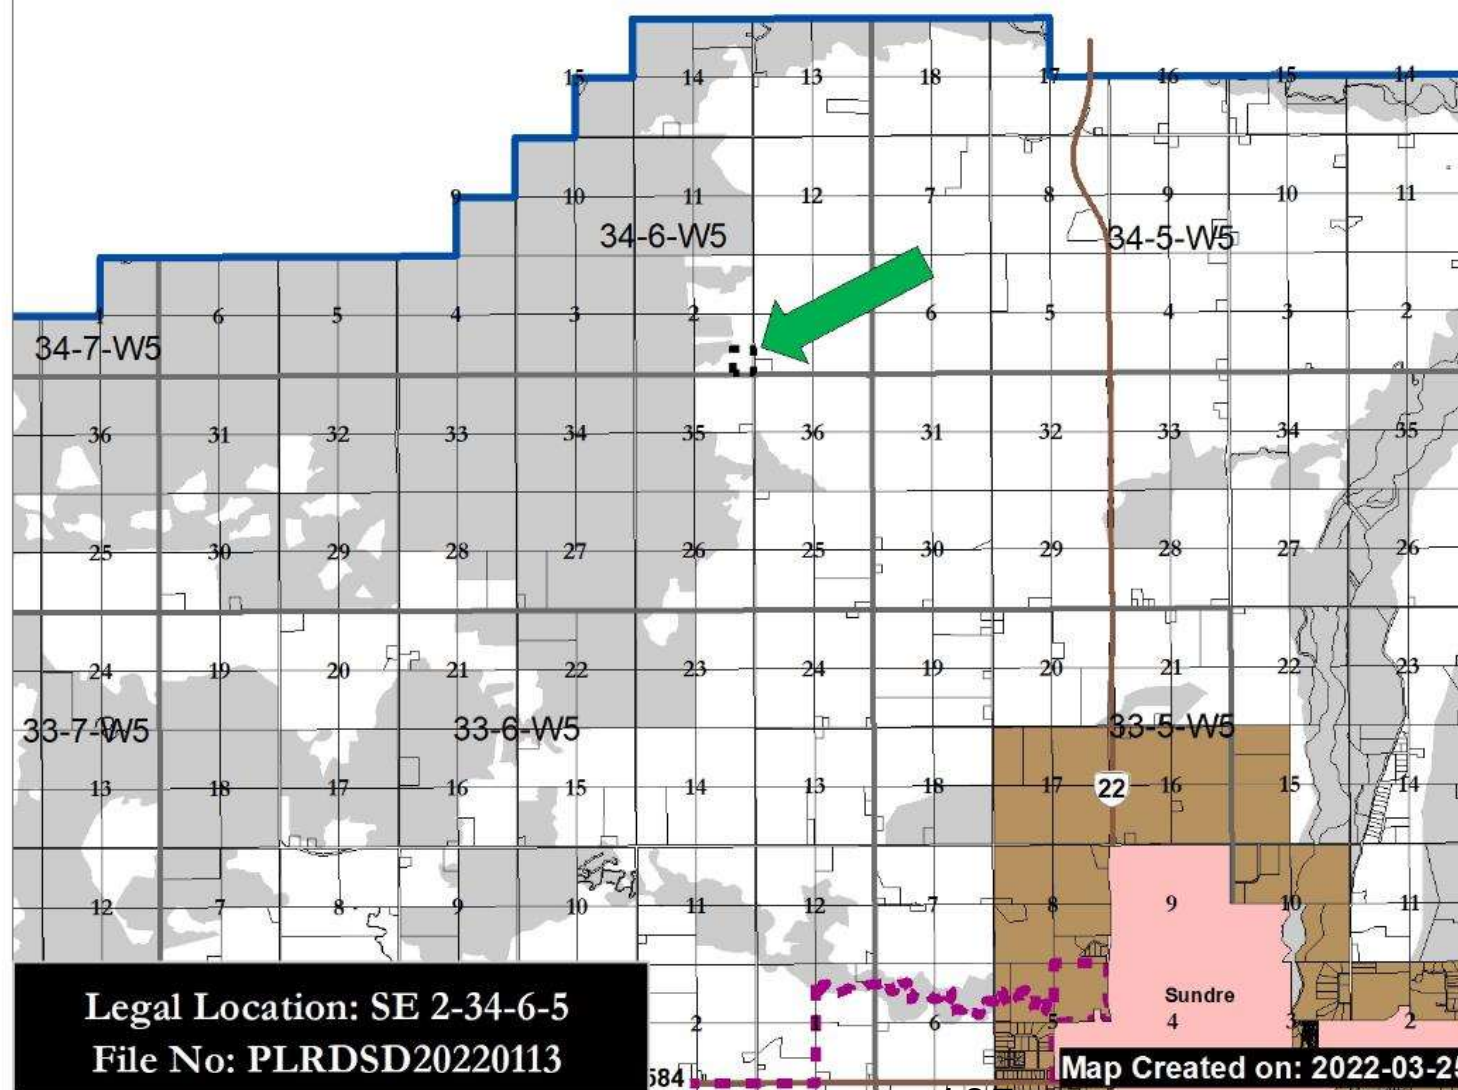 15 14 13 18 17 16 15 14
9 10 11 12 7 8 9 10 11
34-6-W5 34-5-W5
1 6 5 4 3 2 6 5 4 3 2
34-7-W5
36 31 32 33 34 35 36 31 32 33 34 35
25 30 29 28 27 26 25 30 29 28 27 26
24 19 20 21 22 23 24 19 20 21 22 23
33-7-W5 33-6-W5 33-5-W5
13 18 17 16 15 14 13 18 17 22 16 15 14
12 7 8 9 10 11 12 7 8 9 10 11
Sundre
2 6 5 4 3 2
Legal Location: SE 2-34-6-5
File No: PLRDSD20220113
584
Map Created on: 2022-03-25